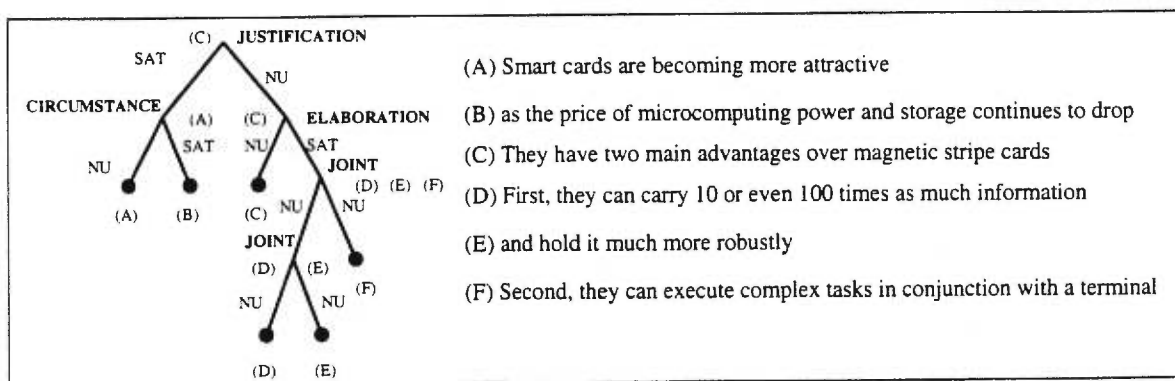 (C) JUSTIFICATION
SAT
NU
CIRCUMSTANCE
(A)
(C)
ELABORATION
NU
SAT
NU
SAT
JOINT
(D) (E) (F)
(A)
(B)
(C)
NU
NU
JOINT
(D)
(E)
(F)
NU
NU
(D)
(E)
(A) Smart cards are becoming more attractive
(B) as the price of microcomputing power and storage continues to drop
(C) They have two main advantages over magnetic stripe cards
(D) First, they can carry 10 or even 100 times as much information
(E) and hold it much more robustly
(F) Second, they can execute complex tasks in conjunction with a terminal